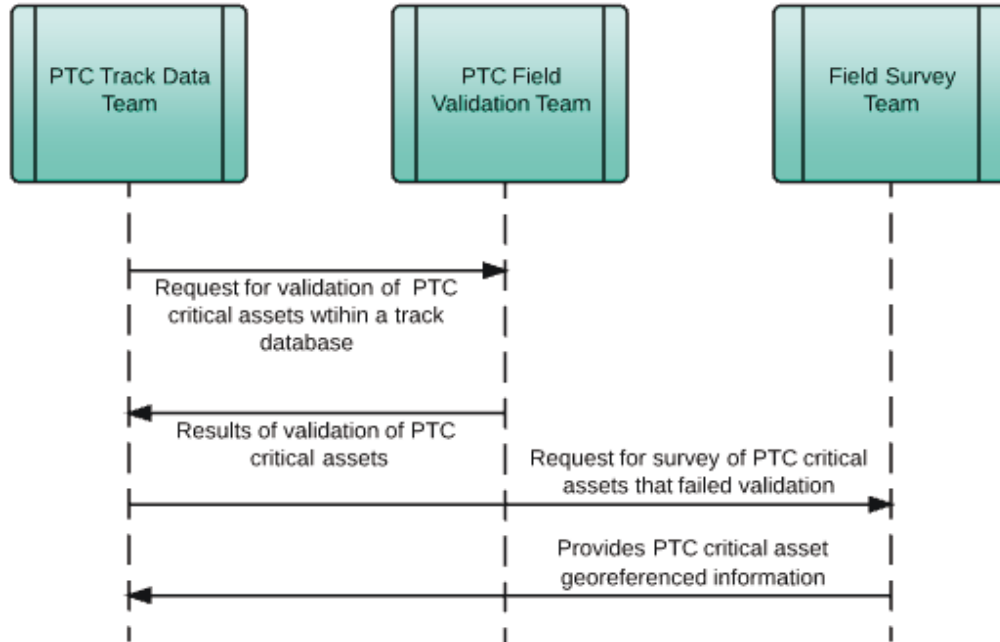 PTC Track Data
Team
PTC Field
Validation Team
Field Survey
Team
Request for validation of PTC
critical assets wtihin a track
database
Results of validation of PTC
critical assets
Request for survey of PTC critical
assets that failed validation
Provides PTC critical asset
georeferenced information